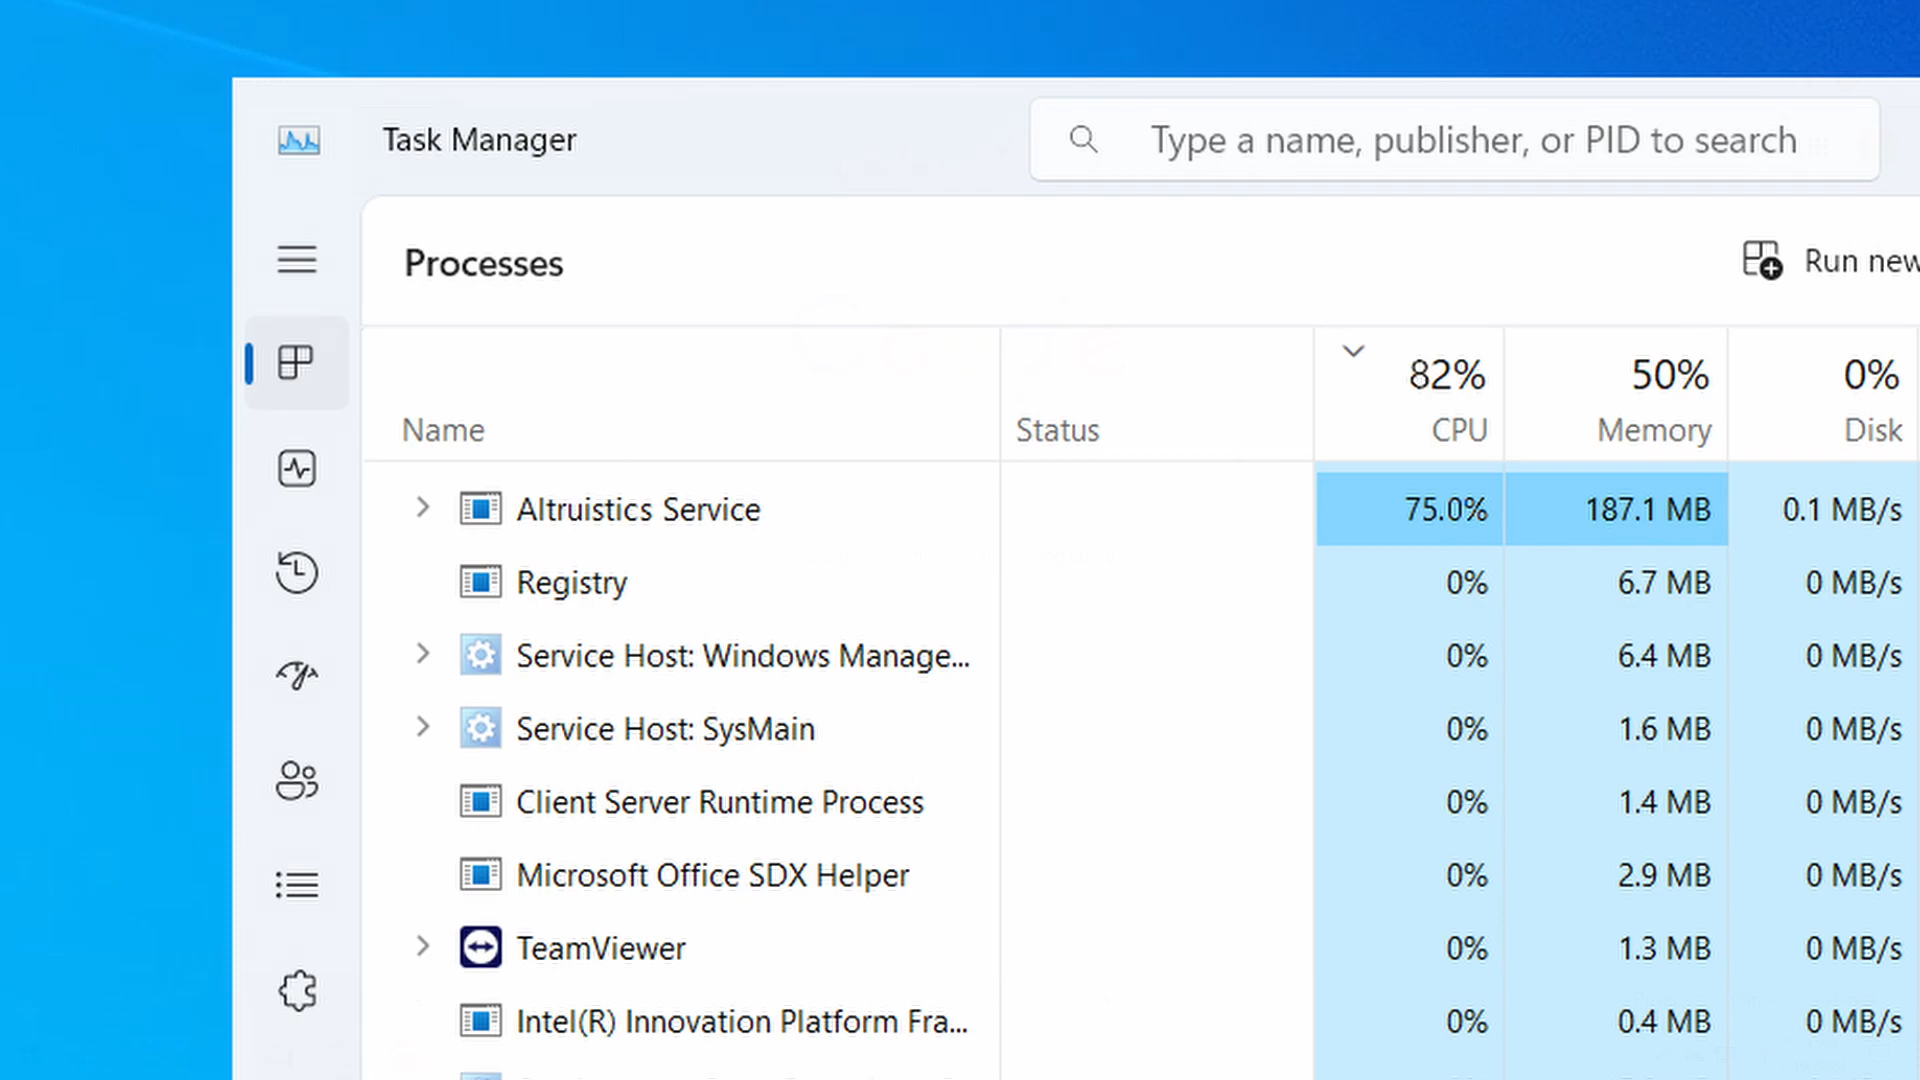 Task Manager
Type a name, publisher, or PID to search
Processes
Run new
82% 50% 0%
Name Status CPU Memory Disk
Altruistics Service 75.0% 187.1 MB 0.1 MB/s
Registry 0% 6.7 MB 0 MB/s
Service Host: Windows Manage... 0% 6.4 MB 0 MB/s
Service Host: SysMain 0% 1.6 MB 0 MB/s
Client Server Runtime Process 0% 1.4 MB 0 MB/s
Microsoft Office SDX Helper 0% 2.9 MB 0 MB/s
TeamViewer 0% 1.3 MB 0 MB/s
Intel(R) Innovation Platform Fra... 0% 0.4 MB 0 MB/s